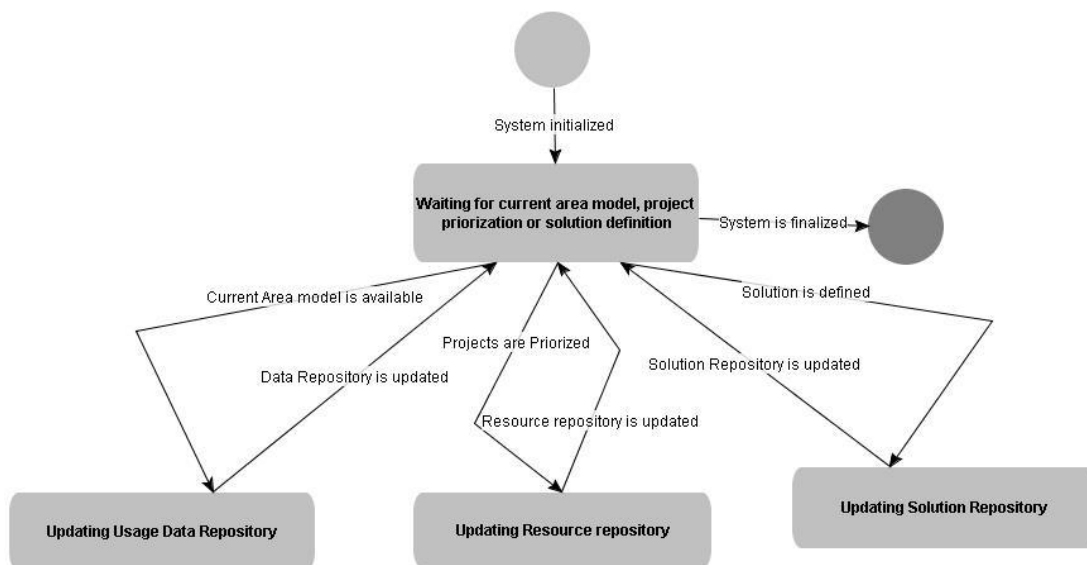 System initialized
Waiting for current area model, project
priorization or solution definition
System is finalized
Current Area model is available
Solution is defined
Projects are Priorized
Data Repository is updated
Solution Repository is updated
Resource repository is updated
Updating Usage Data Repository
Updating Resource repository
Updating Solution Repository